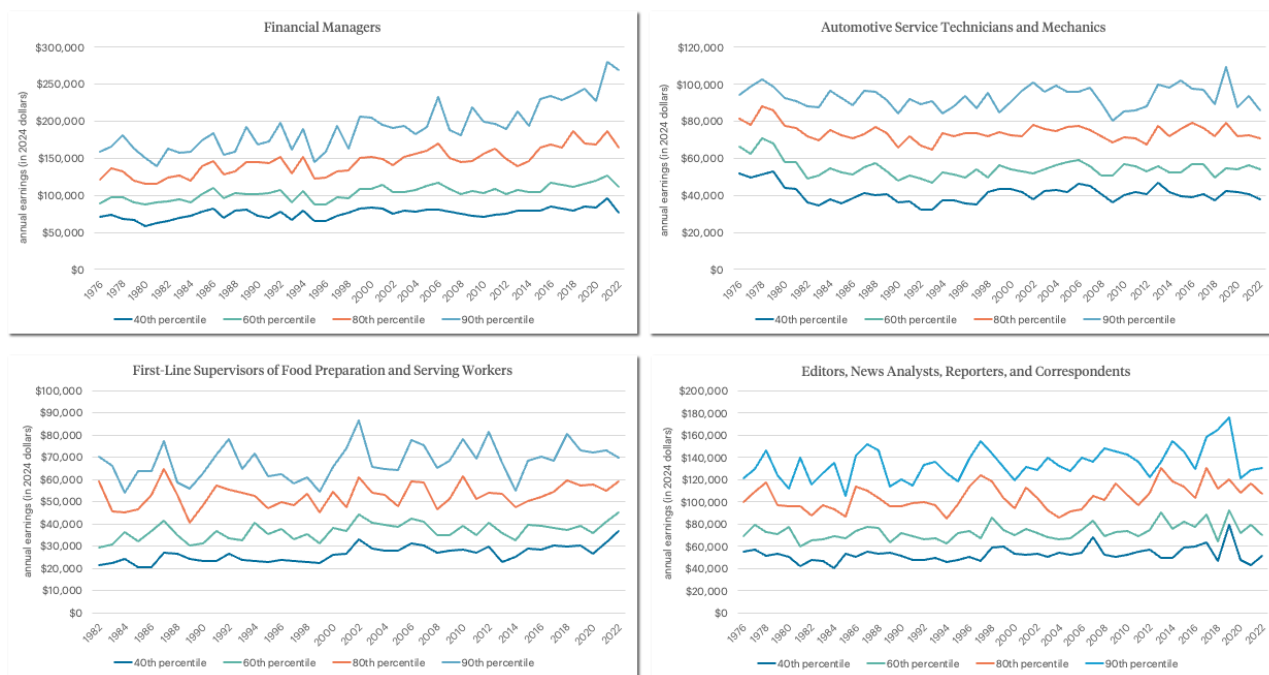 Financial Managers
annual earnings (in 2024 dollars)
$300,000
$250,000
$200,000
$150,000
$100,000
$50,000
$0
1976 1978 1980 1982 1984 1986 1988 1990 1992 1994 1996 1998 2000 2002 2004 2006 2008 2010 2012 2014 2016 2018 2020 2022
40th percentile 60th percentile 80th percentile 90th percentile
Automotive Service Technicians and Mechanics
annual earnings (in 2024 dollars)
$120,000
$100,000
$80,000
$60,000
$40,000
$20,000
$0
1976 1978 1980 1982 1984 1986 1988 1990 1992 1994 1996 1998 2000 2002 2004 2006 2008 2010 2012 2014 2016 2018 2020 2022
40th percentile 60th percentile 80th percentile 90th percentile
First-Line Supervisors of Food Preparation and Serving Workers
annual earnings (in 2024 dollars)
$100,000
$90,000
$80,000
$70,000
$60,000
$50,000
$40,000
$30,000
$20,000
$10,000
$0
1982 1984 1986 1988 1990 1992 1994 1996 1998 2000 2002 2004 2006 2008 2010 2012 2014 2016 2018 2020 2022
40th percentile 60th percentile 80th percentile 90th percentile
Editors, News Analysts, Reporters, and Correspondents
annual earnings (in 2024 dollars)
$200,000
$180,000
$160,000
$140,000
$120,000
$100,000
$80,000
$60,000
$40,000
$20,000
$0
1976 1978 1980 1982 1984 1986 1988 1990 1992 1994 1996 1998 2000 2002 2004 2006 2008 2010 2012 2014 2016 2018 2020 2022
40th percentile 60th percentile 80th percentile 90th percentile